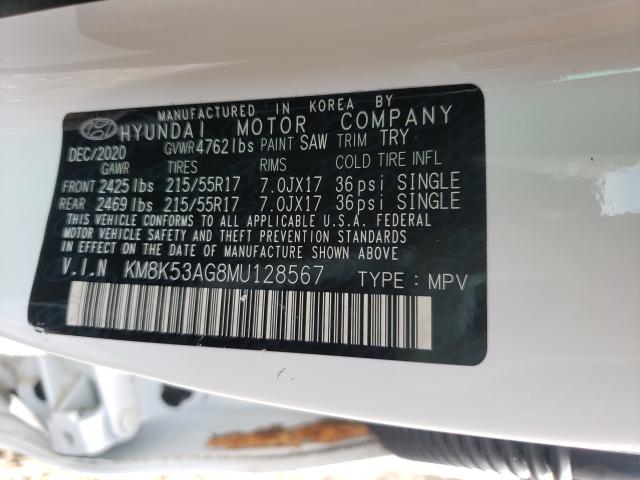 MANUFACTURED IN KOREA BY
HYUNDAI MOTOR COMPANY
DEC/2020 GVWR4762lbs PAINT SAW TRIM TRY
GAWR TIRES RIMS COLD TIRE INFL
FRONT 2425lbs 215/55R17 7.0JX17 36psi SINGLE
REAR 2469lbs 215/55R17 7.0JX17 36psi SINGLE
THIS VEHICLE CONFORMS TO ALL APPLICABLE U.S.A. FEDERAL
MOTOR VEHICLE SAFETY AND THEFT PREVENTION STANDARDS
IN EFFECT ON THE DATE OF MANUFACTURE SHOWN ABOVE
V.I.N KM8K53AG8MU128567 TYPE : MPV